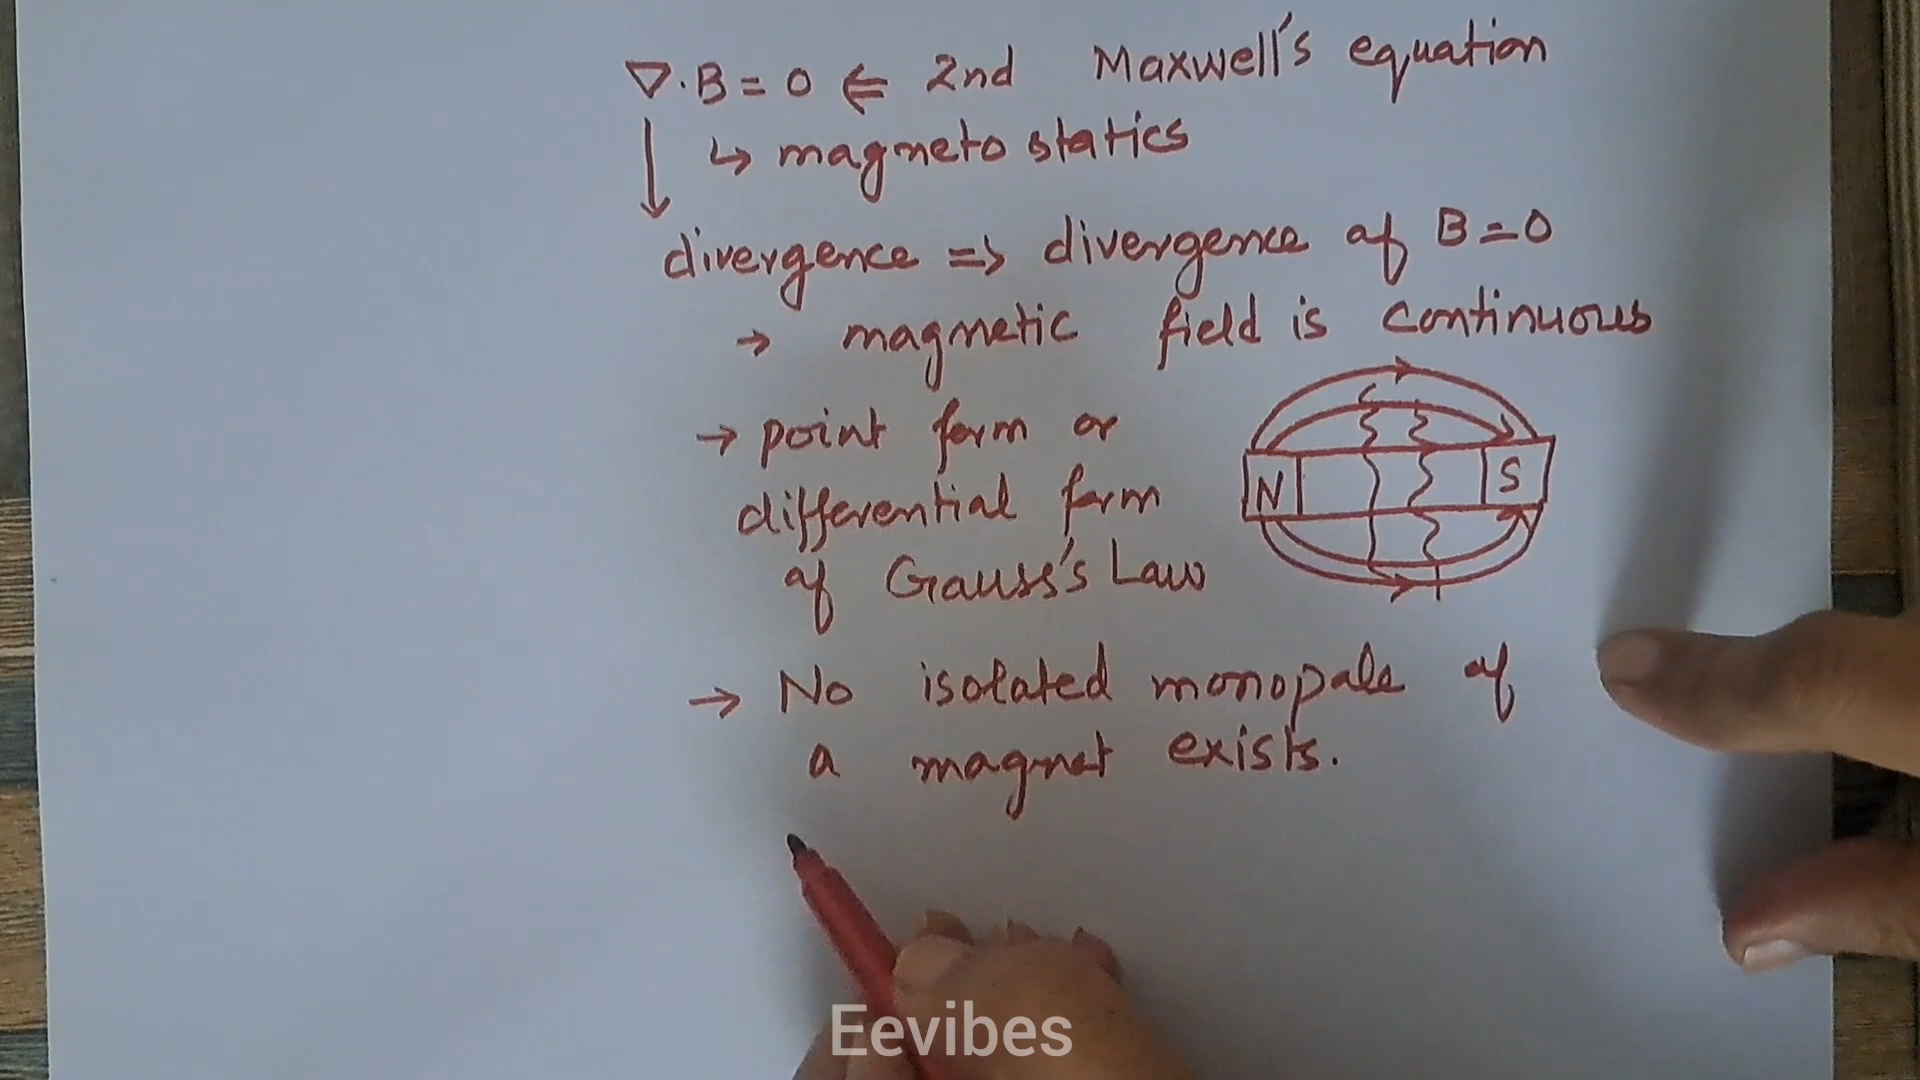 ∇.B = 0 ⇐ 2nd Maxwell's equation
↳ magneto statics
divergence => divergence of B=0
→ magnetic field is continuous
→ point form or
differential form
of Gauss's Law
N S
→ No isolated monopole of
a magnet exists.
Eevibes